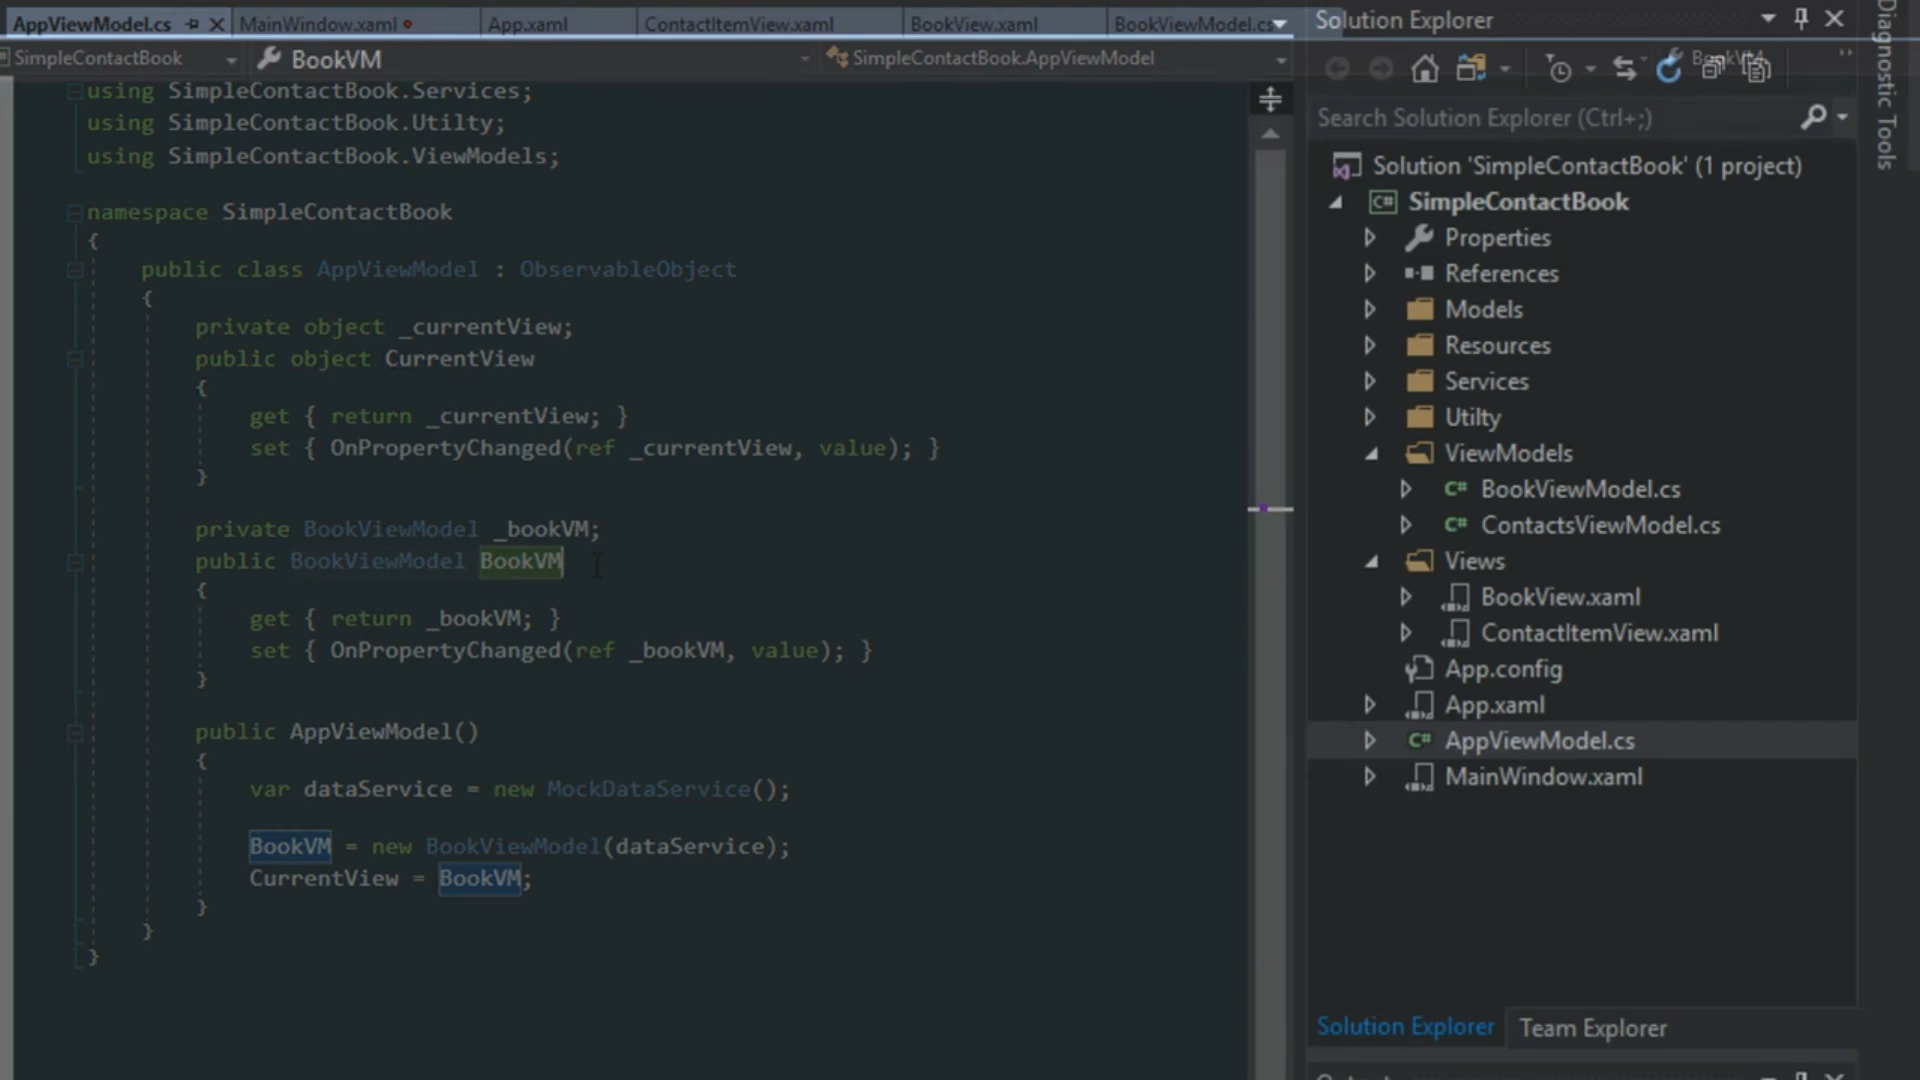 AppViewModel.cs
MainWindow.xaml
App.xaml
ContactItemView.xaml
BookView.xaml
BookViewModel.cs
SimpleContactBook
BookVM
SimpleContactBook.AppViewModel
using SimpleContactBook.Services;
using SimpleContactBook.Utilty;
using SimpleContactBook.ViewModels;
namespace SimpleContactBook
{
public class AppViewModel : ObservableObject
{
private object _currentView;
public object CurrentView
{
get { return _currentView; }
set { OnPropertyChanged(ref _currentView, value); }
}
private BookViewModel _bookVM;
public BookViewModel BookVM
{
get { return _bookVM; }
set { OnPropertyChanged(ref _bookVM, value); }
}
public AppViewModel()
{
var dataService = new MockDataService();
BookVM = new BookViewModel(dataService);
CurrentView = BookVM;
}
}
}
Solution Explorer
BookVM
Search Solution Explorer (Ctrl+;)
Solution 'SimpleContactBook' (1 project)
C# SimpleContactBook
Properties
References
Models
Resources
Services
Utilty
ViewModels
C# BookViewModel.cs
C# ContactsViewModel.cs
Views
BookView.xaml
ContactItemView.xaml
App.config
App.xaml
C# AppViewModel.cs
MainWindow.xaml
Solution Explorer
Team Explorer
Diagnostic Tools